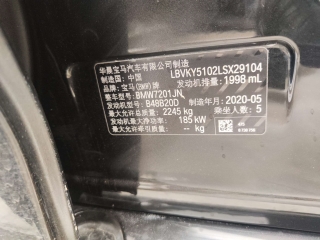 华晨宝马汽车有限公司制造
制造国: 中国 LBVKY5102LSX29104
品牌: 宝马(BMW)牌 发动机排量: 1998 mL
整车型号: BMW7201JN
发动机型号: B48B20D 制造年月: 2020-05
最大允许总质量: 2245 kg 乘坐人数: 5
发动机最大净功率: 185 kW
最大允许牵引质量: -- kg